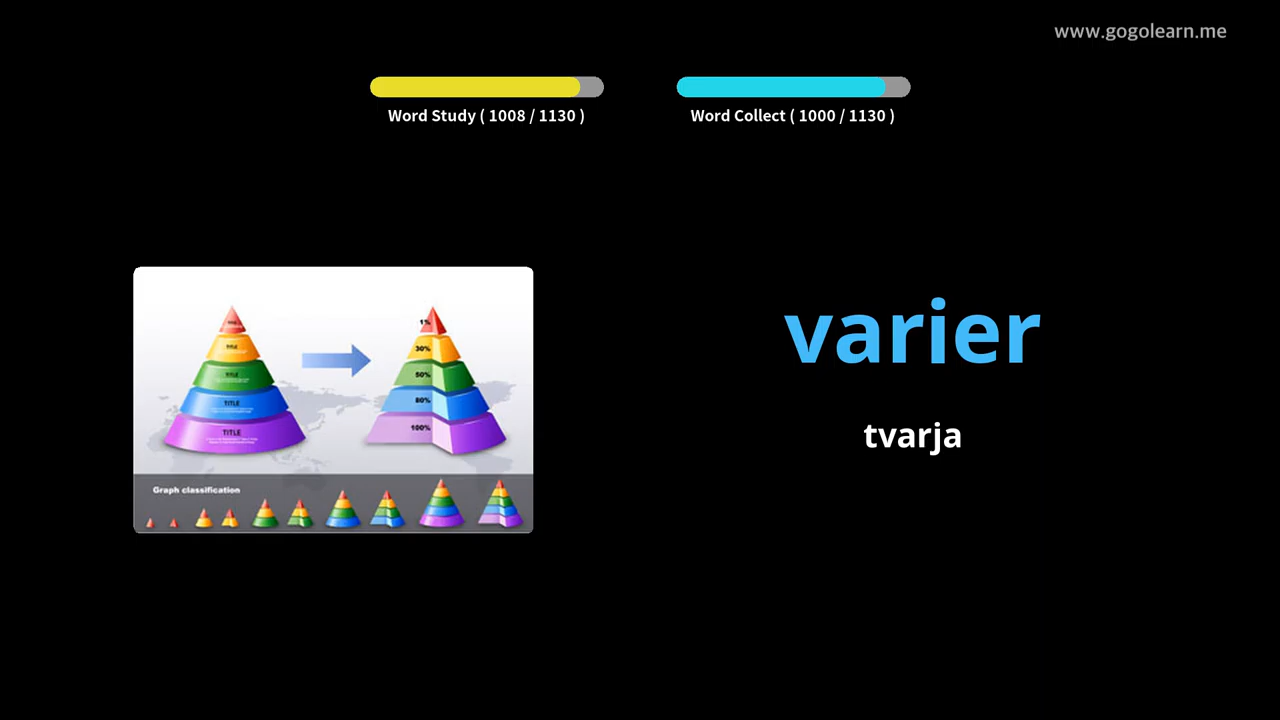 www.gogolearn.me
Word Study ( 1008 / 1130 )
Word Collect ( 1000 / 1130 )
varier
tvarja
TITLE
TITLE
TITLE
TITLE
1%
30%
50%
80%
100%
Graph classification